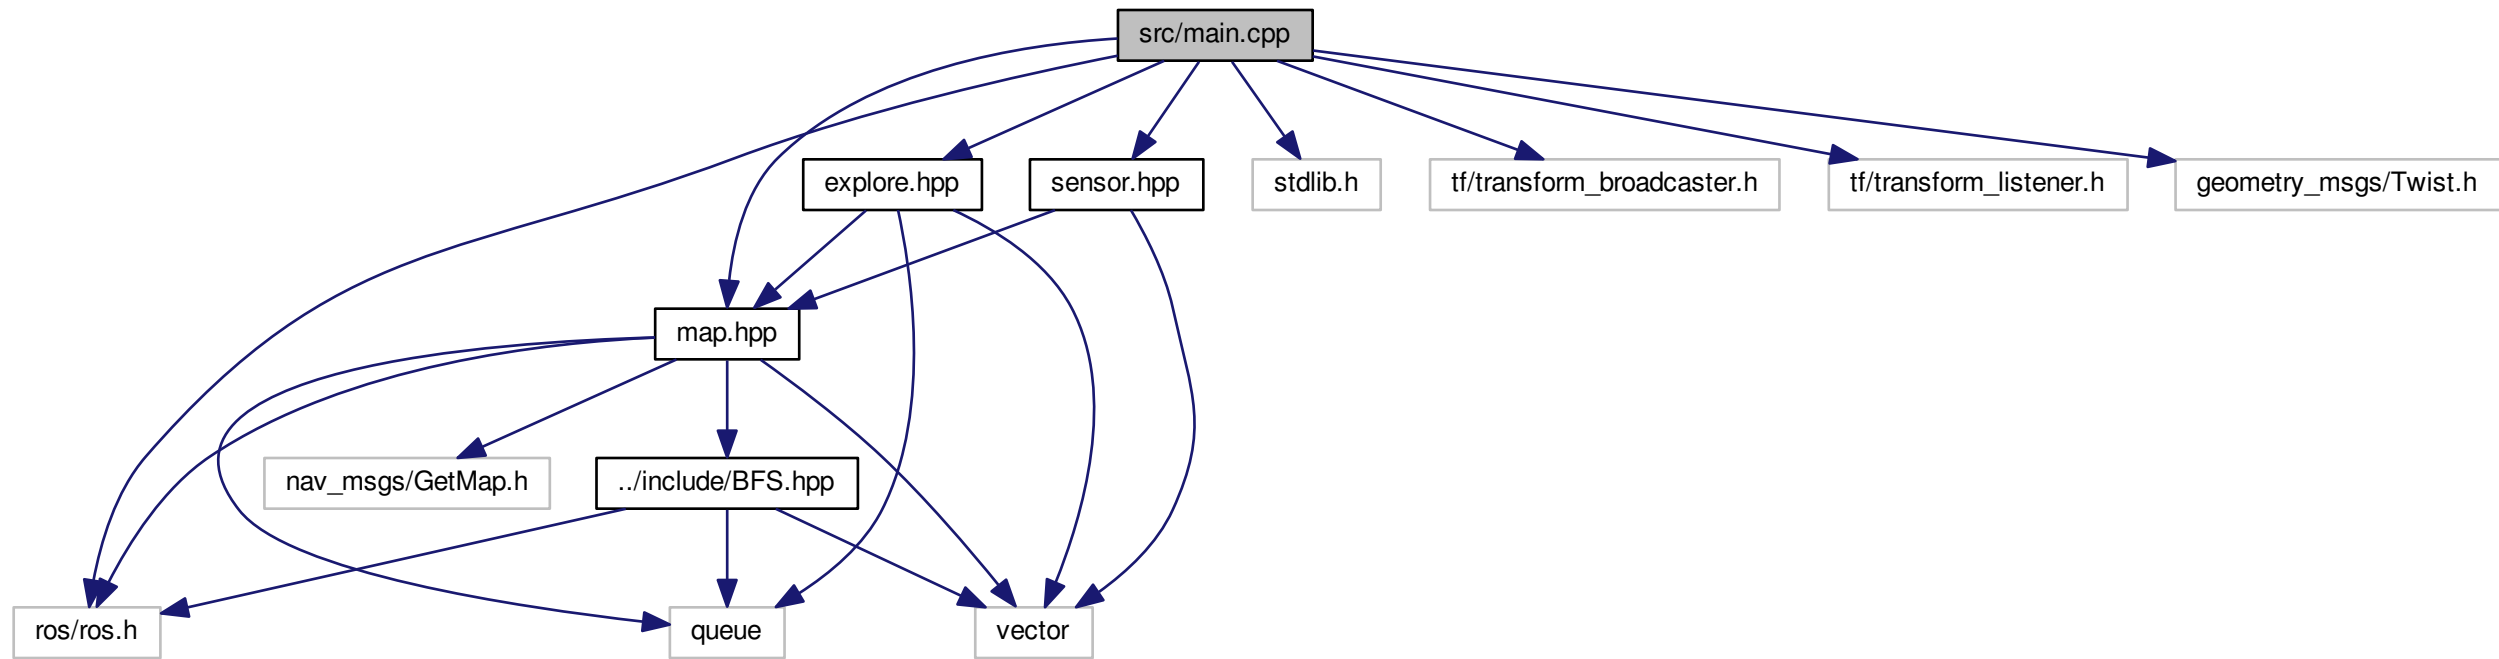 src/main.cpp
explore.hpp
sensor.hpp
stdlib.h
tf/transform_broadcaster.h
tf/transform_listener.h
geometry_msgs/Twist.h
map.hpp
nav_msgs/GetMap.h
../include/BFS.hpp
ros/ros.h
queue
vector